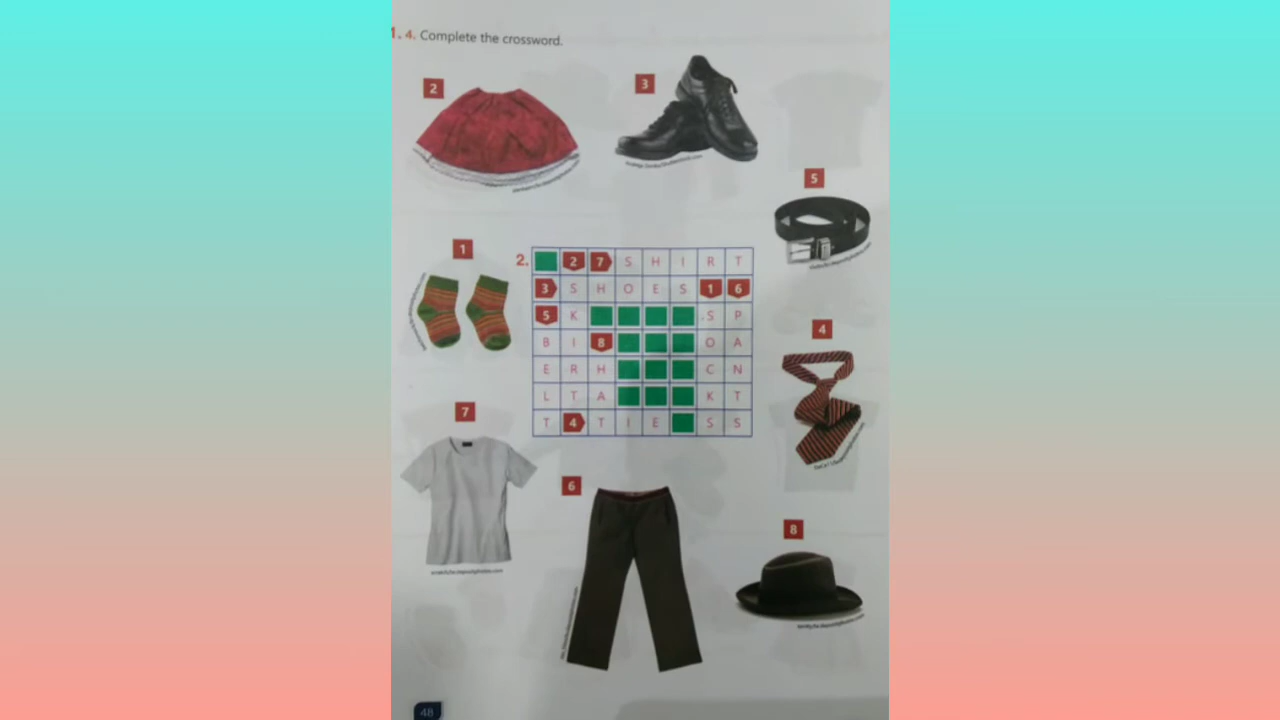 1. 4. Complete the crossword.
2
3
5
1
2. 2 7 S H I R T
3 S H O E S 1 6
5 K S P
B I 8 O A
E R H C N
L T A K T
T 4 T I E S S
4
7
6
8
48